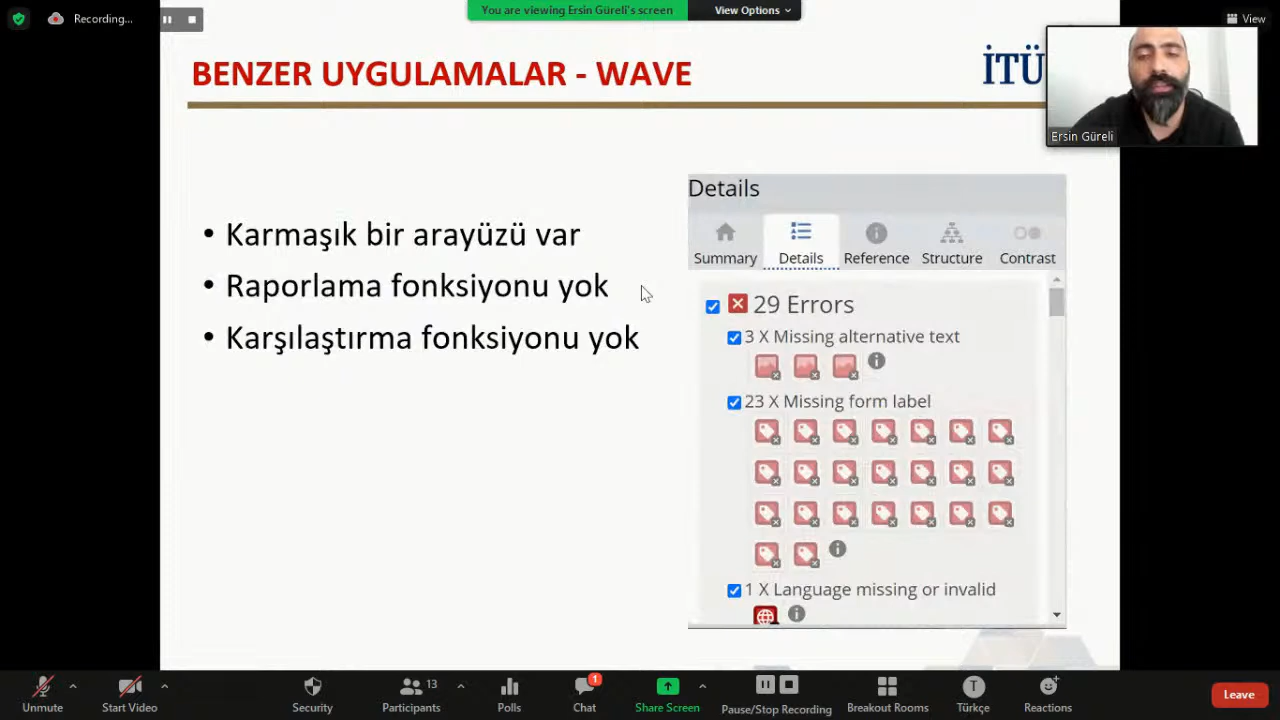 Recording...
You are viewing Ersin Güreli's screen
View Options
View
BENZER UYGULAMALAR - WAVE
İTÜ
Ersin Güreli
• Karmaşık bir arayüzü var
• Raporlama fonksiyonu yok
• Karşılaştırma fonksiyonu yok
Details
Summary Details Reference Structure Contrast
29 Errors
3 X Missing alternative text
23 X Missing form label
1 X Language missing or invalid
13
1
Unmute Start Video Security Participants Polls Chat Share Screen Pause/Stop Recording Breakout Rooms Türkçe Reactions Leave